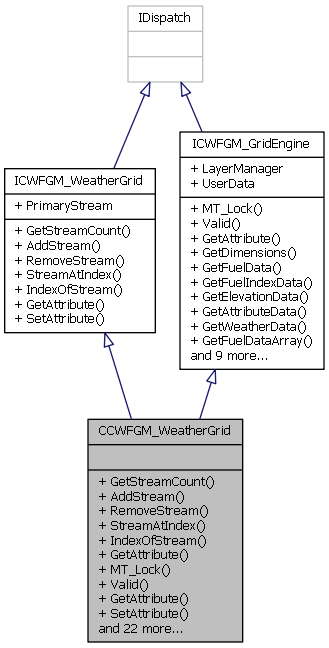 IDispatch
ICWFGM_WeatherGrid
+ PrimaryStream
+ GetStreamCount()
+ AddStream()
+ RemoveStream()
+ StreamAtIndex()
+ IndexOfStream()
+ GetAttribute()
+ SetAttribute()
ICWFGM_GridEngine
+ LayerManager
+ UserData
+ MT_Lock()
+ Valid()
+ GetAttribute()
+ GetDimensions()
+ GetFuelData()
+ GetFuelIndexData()
+ GetElevationData()
+ GetAttributeData()
+ GetWeatherData()
+ GetFuelDataArray()
and 9 more...
CCWFGM_WeatherGrid
+ GetStreamCount()
+ AddStream()
+ RemoveStream()
+ StreamAtIndex()
+ IndexOfStream()
+ GetAttribute()
+ MT_Lock()
+ Valid()
+ GetAttribute()
+ SetAttribute()
and 22 more...